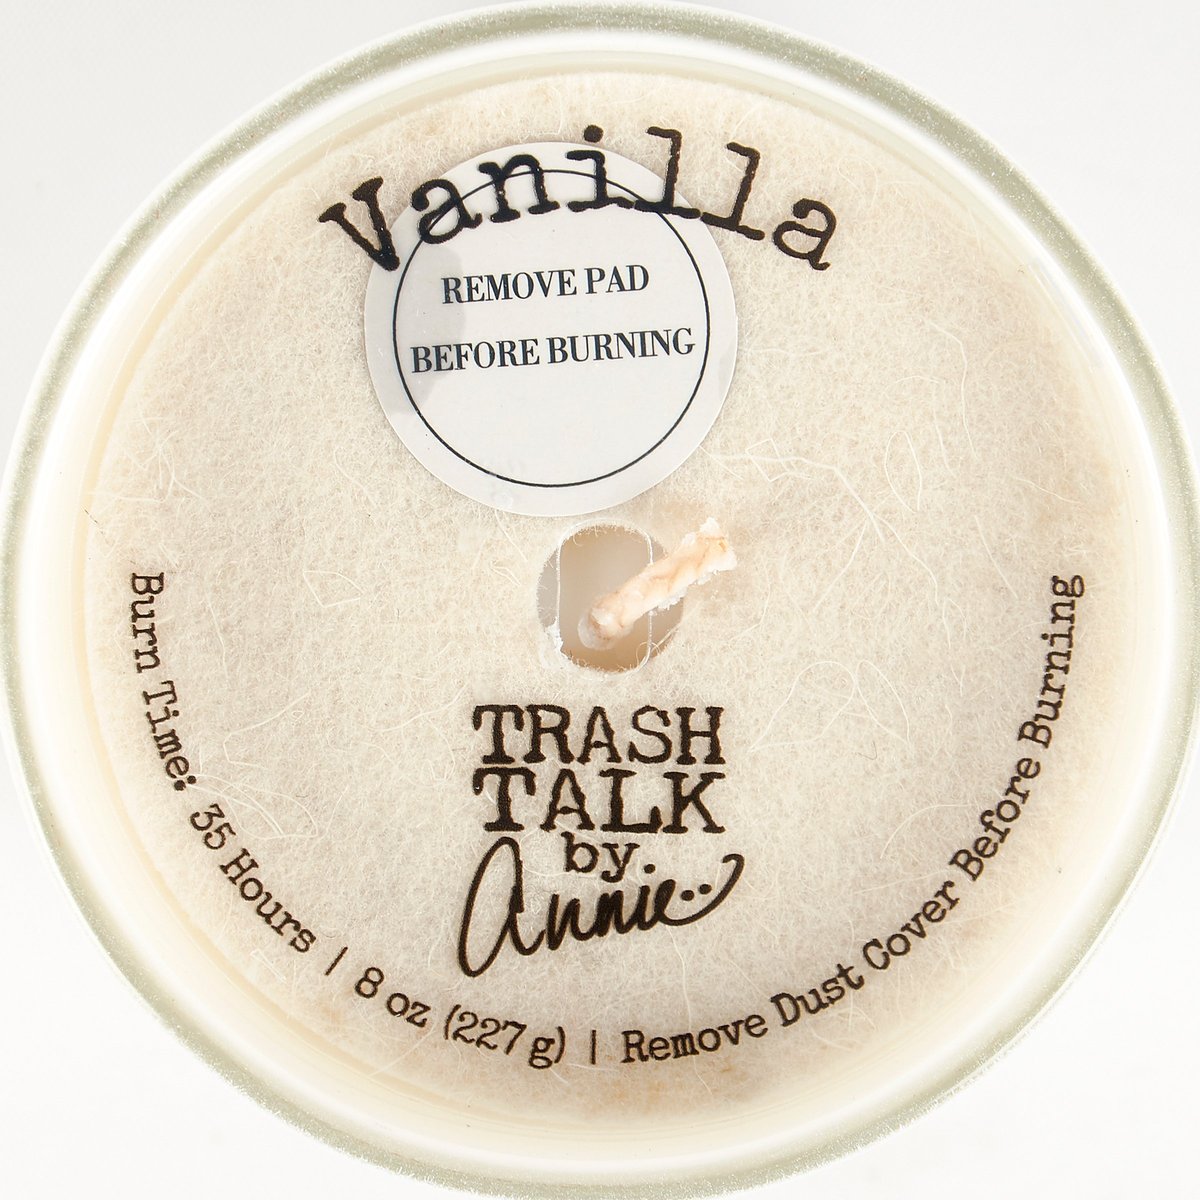 Vanilla
REMOVE PAD
BEFORE BURNING
TRASH
TALK
by
Annie
Burn Time: 35 Hours | 8 oz (227 g) | Remove Dust Cover Before Burning